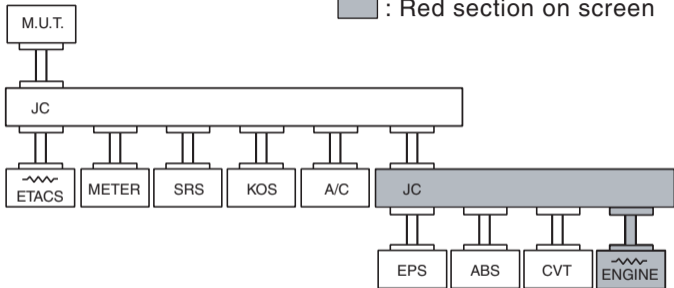 : Red section on screen
M.U.T.
JC
ETACS
METER
SRS
KOS
A/C
JC
EPS
ABS
CVT
ENGINE